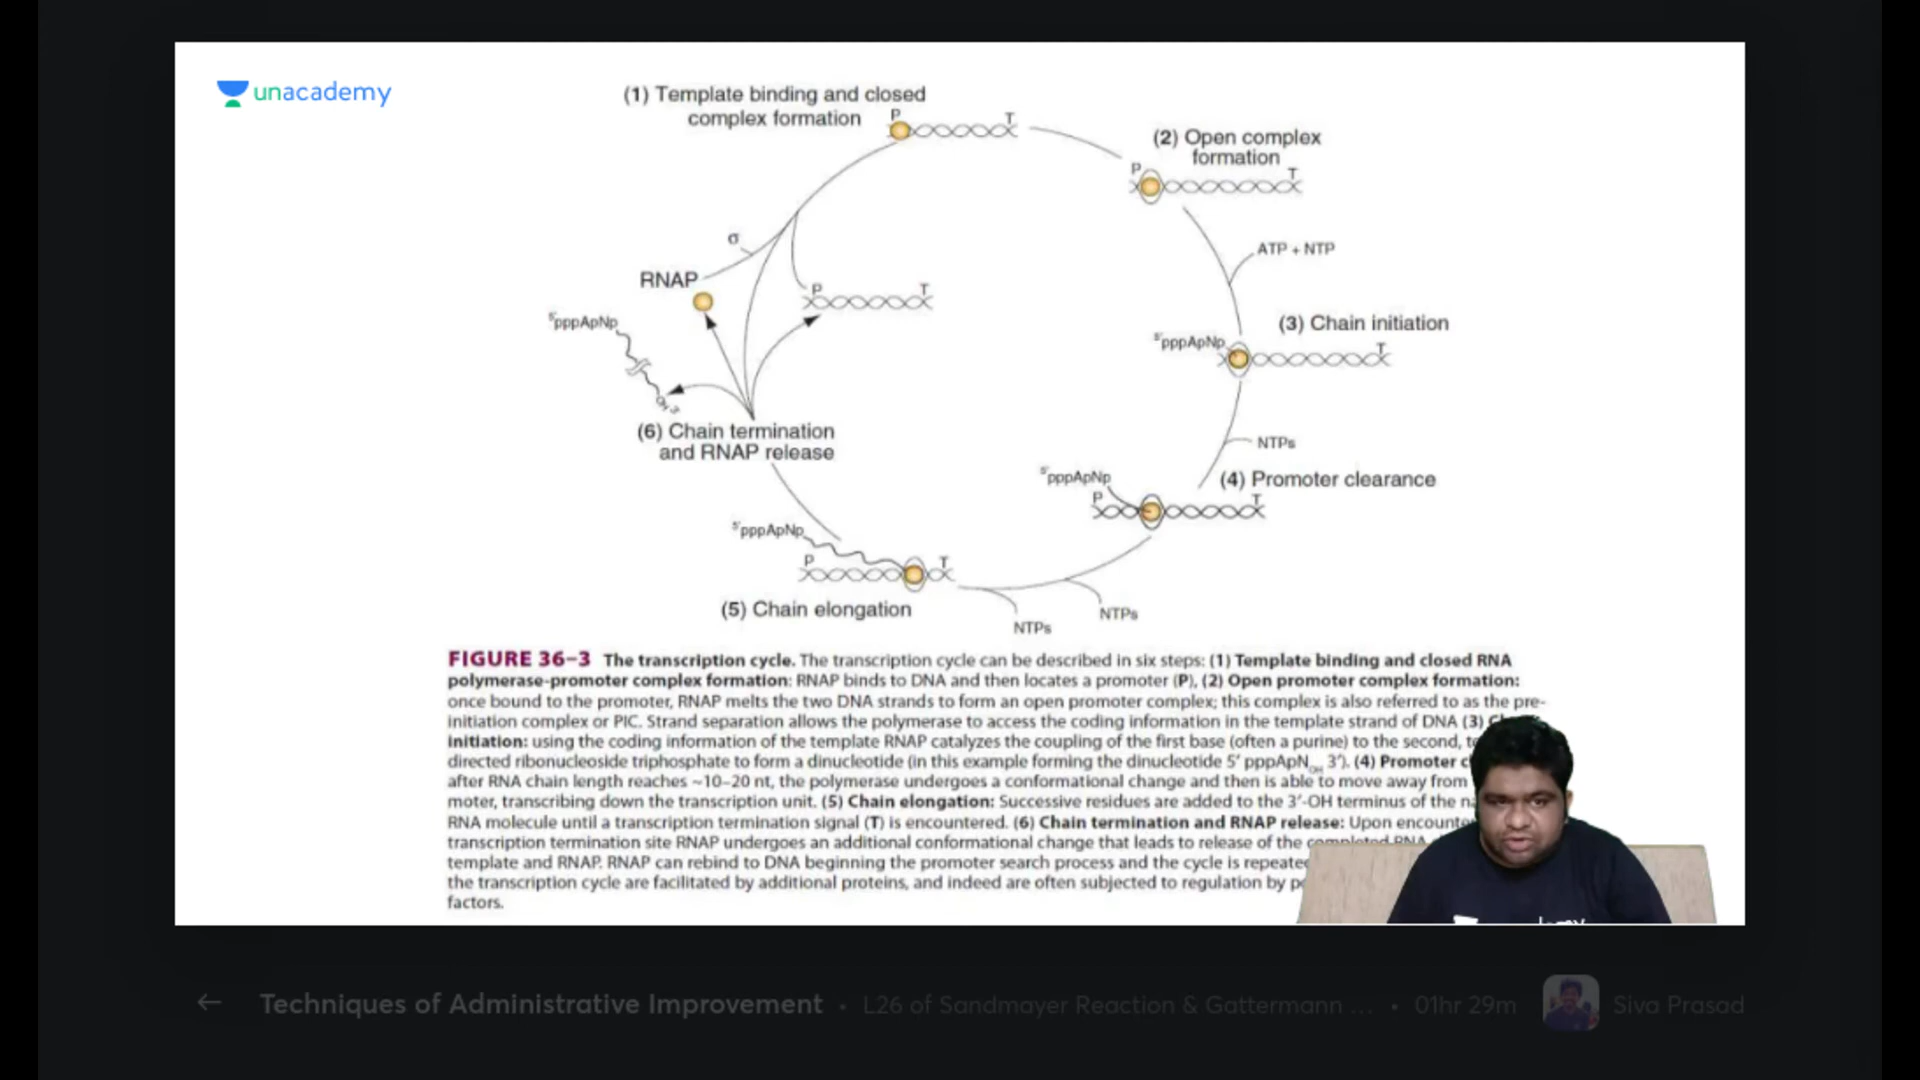 unacademy
(1) Template binding and closed
complex formation
P
T
(2) Open complex
formation
P
T
ATP + NTP
σ
RNAP
P
T
5'pppApNp
(3) Chain initiation
5'pppApNp
T
OH 3'
(6) Chain termination
and RNAP release
NTPs
5'pppApNp
(4) Promoter clearance
P
T
5'pppApNp
P
T
(5) Chain elongation
NTPs
NTPs
FIGURE 36–3 The transcription cycle. The transcription cycle can be described in six steps: (1) Template binding and closed RNA
polymerase-promoter complex formation: RNAP binds to DNA and then locates a promoter (P), (2) Open promoter complex formation:
once bound to the promoter, RNAP melts the two DNA strands to form an open promoter complex; this complex is also referred to as the pre-
initiation complex or PIC. Strand separation allows the polymerase to access the coding information in the template strand of DNA (3)
initiation: using the coding information of the template RNAP catalyzes the coupling of the first base (often a purine) to the second,
directed ribonucleoside triphosphate to form a dinucleotide (in this example forming the dinucleotide 5' pppApN OH 3'). (4) Promoter
after RNA chain length reaches ~10–20 nt, the polymerase undergoes a conformational change and then is able to move away from
moter, transcribing down the transcription unit. (5) Chain elongation: Successive residues are added to the 3'-OH terminus of the
RNA molecule until a transcription termination signal (T) is encountered. (6) Chain termination and RNAP release: Upon
transcription termination site RNAP undergoes an additional conformational change that leads to release of the completed RNA
template and RNAP. RNAP can rebind to DNA beginning the promoter search process and the cycle is
the transcription cycle are facilitated by additional proteins, and indeed are often subjected to regulation by
factors.
← Techniques of Administrative Improvement • L26 of Sandmayer Reaction & Gattermann ... • 01hr 29m Siva Prasad